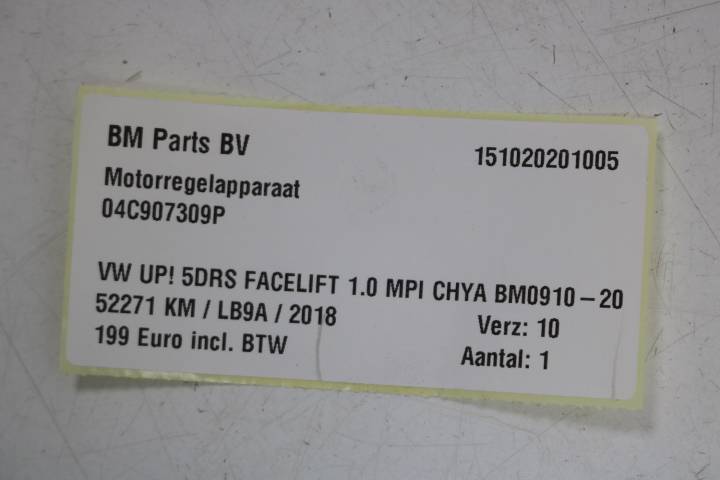 BM Parts BV
151020201005
Motorregelapparaat
04C907309P
VW UP! 5DRS FACELIFT 1.0 MPI CHYA BM0910-20
52271 KM / LB9A / 2018
Verz: 10
199 Euro incl. BTW
Aantal: 1